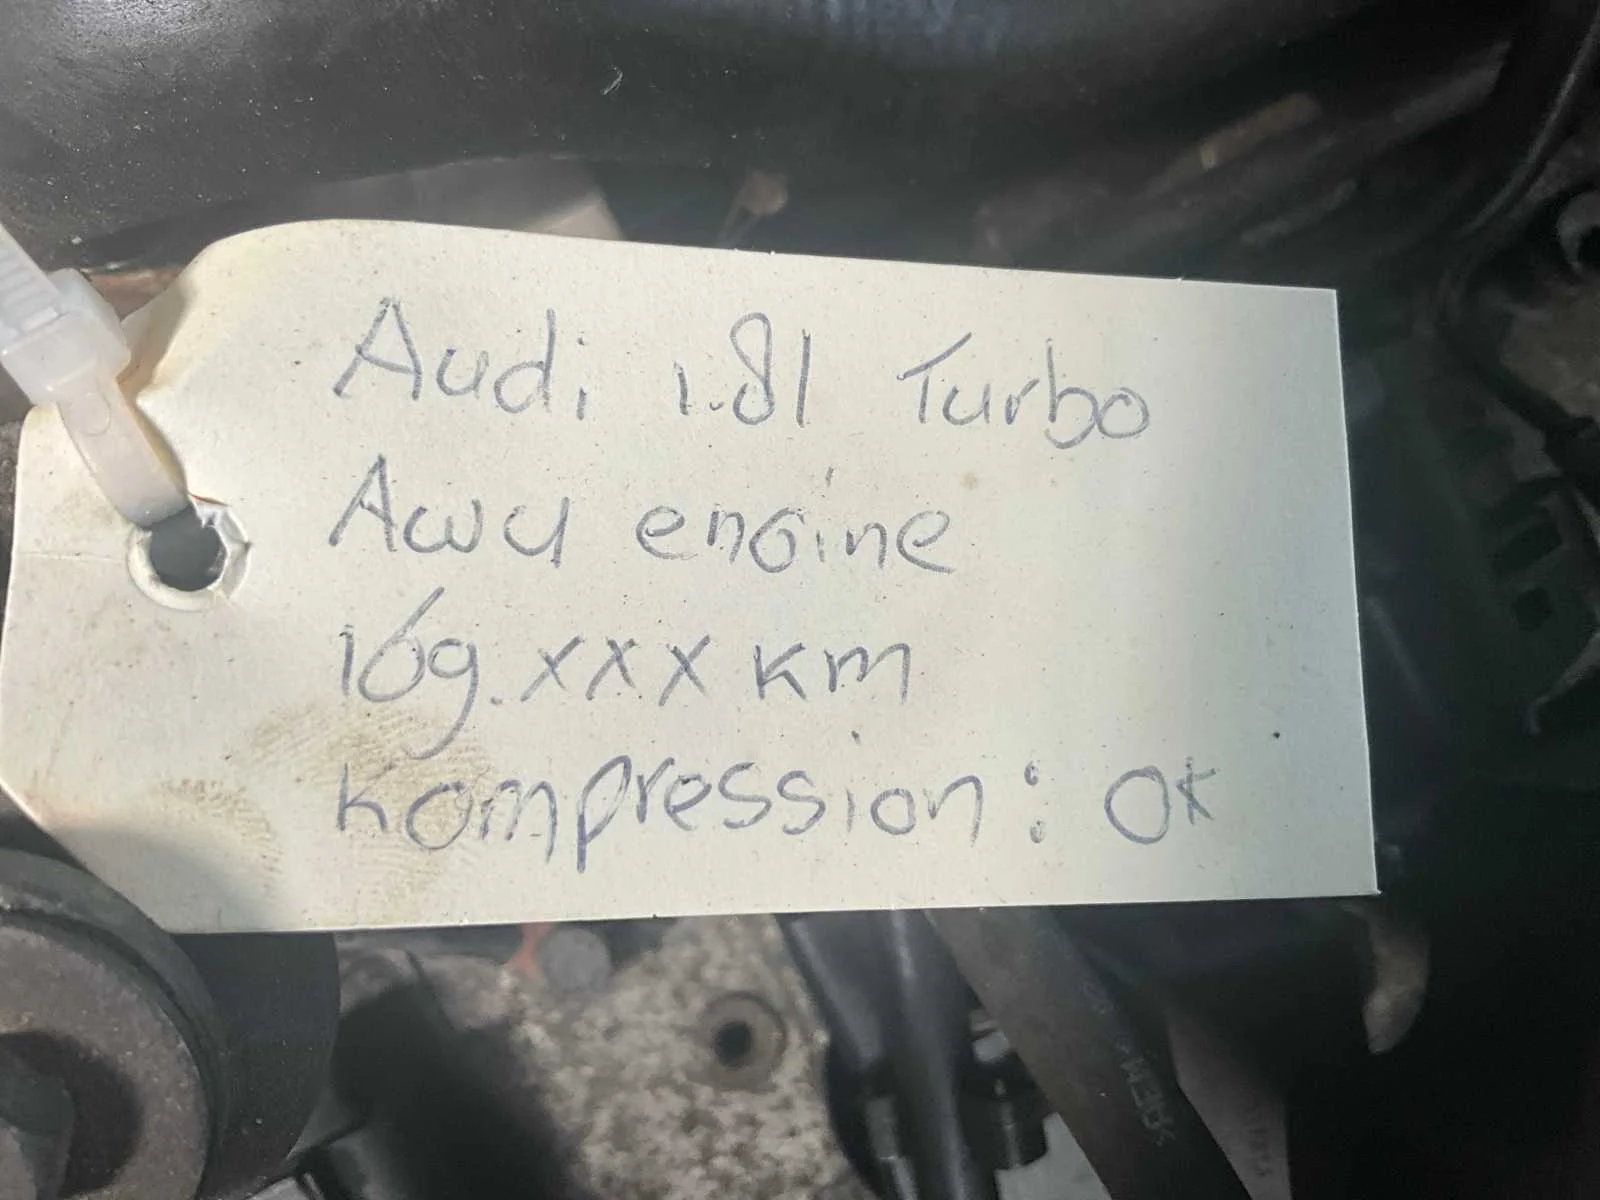 Audi 1.8l Turbo
AWU engine
169.xxx km
Kompression: OK